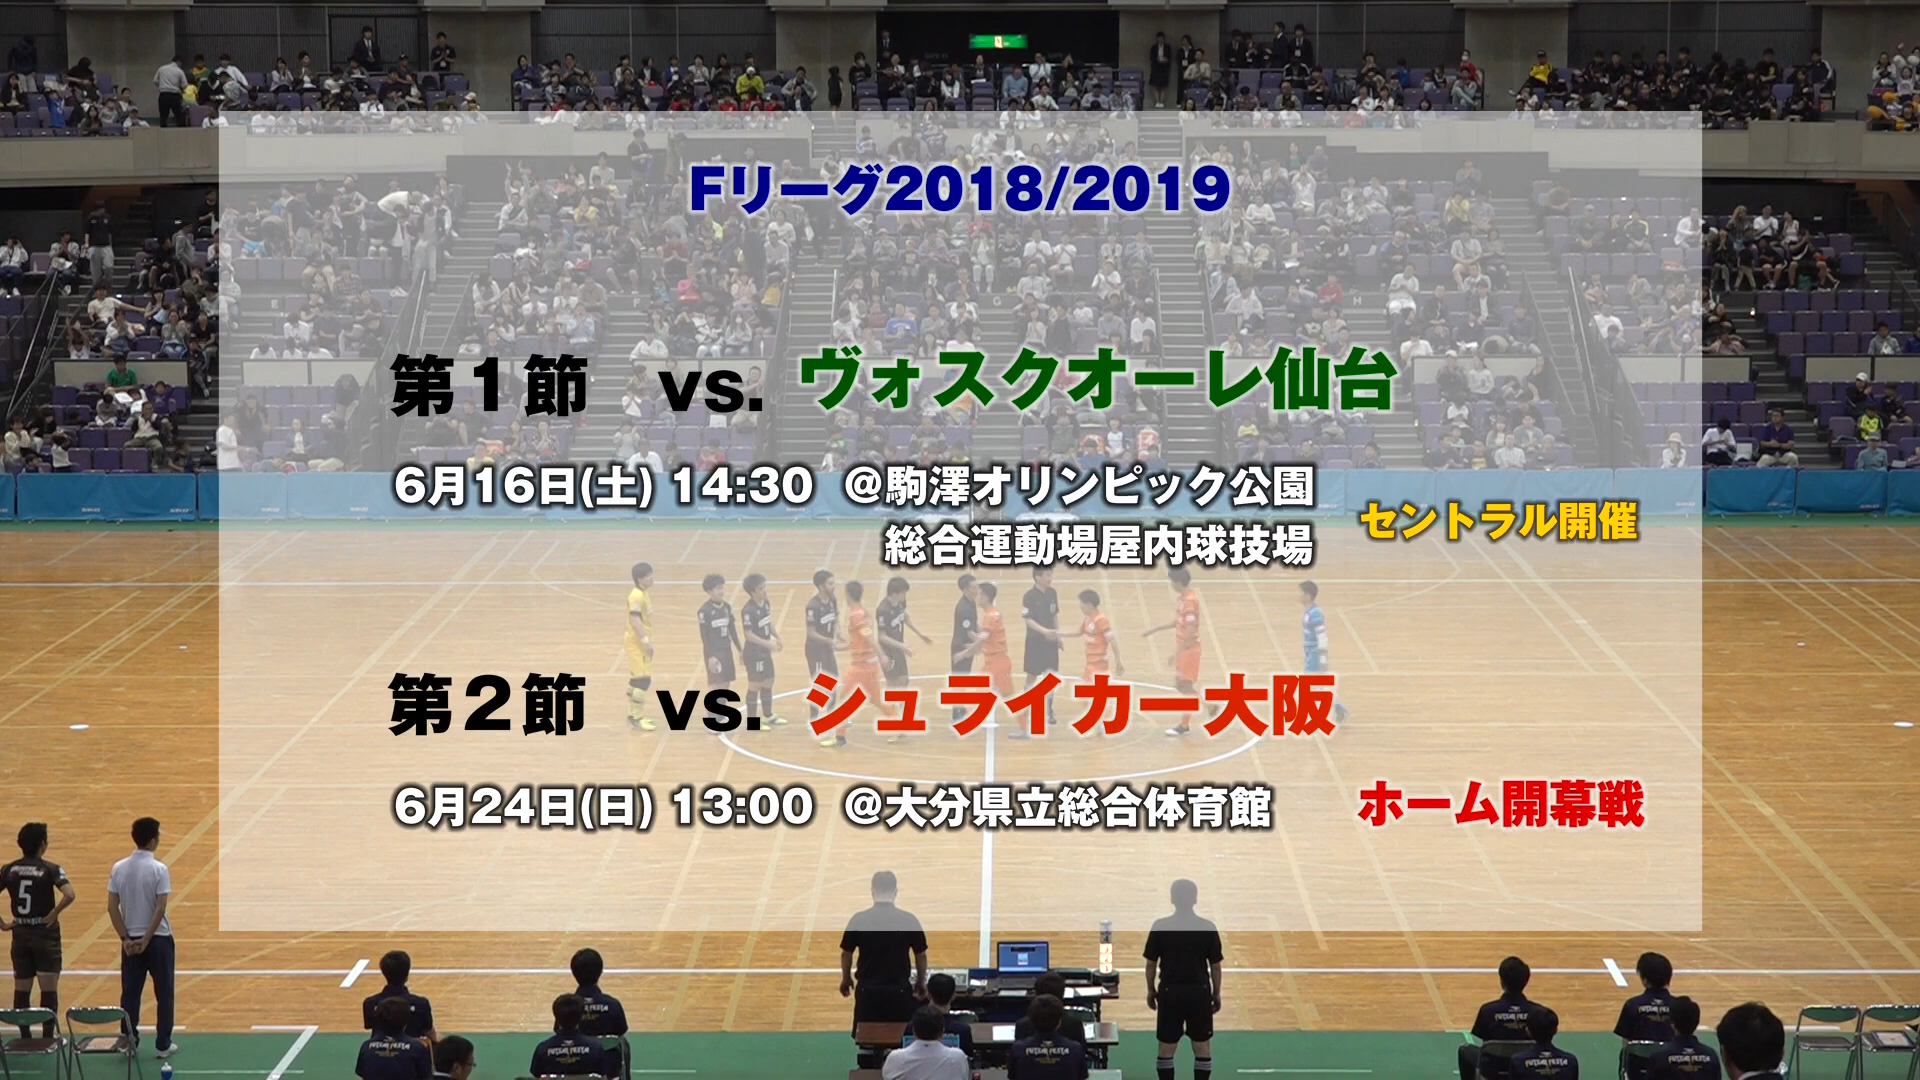 Fリーグ2018/2019
第1節 vs. ヴォスクオーレ仙台
6月16日(土) 14:30 @駒澤オリンピック公園
総合運動場屋内球技場
セントラル開催
第2節 vs. シュライカー大阪
6月24日(日) 13:00 @大分県立総合体育館
ホーム開幕戦
5